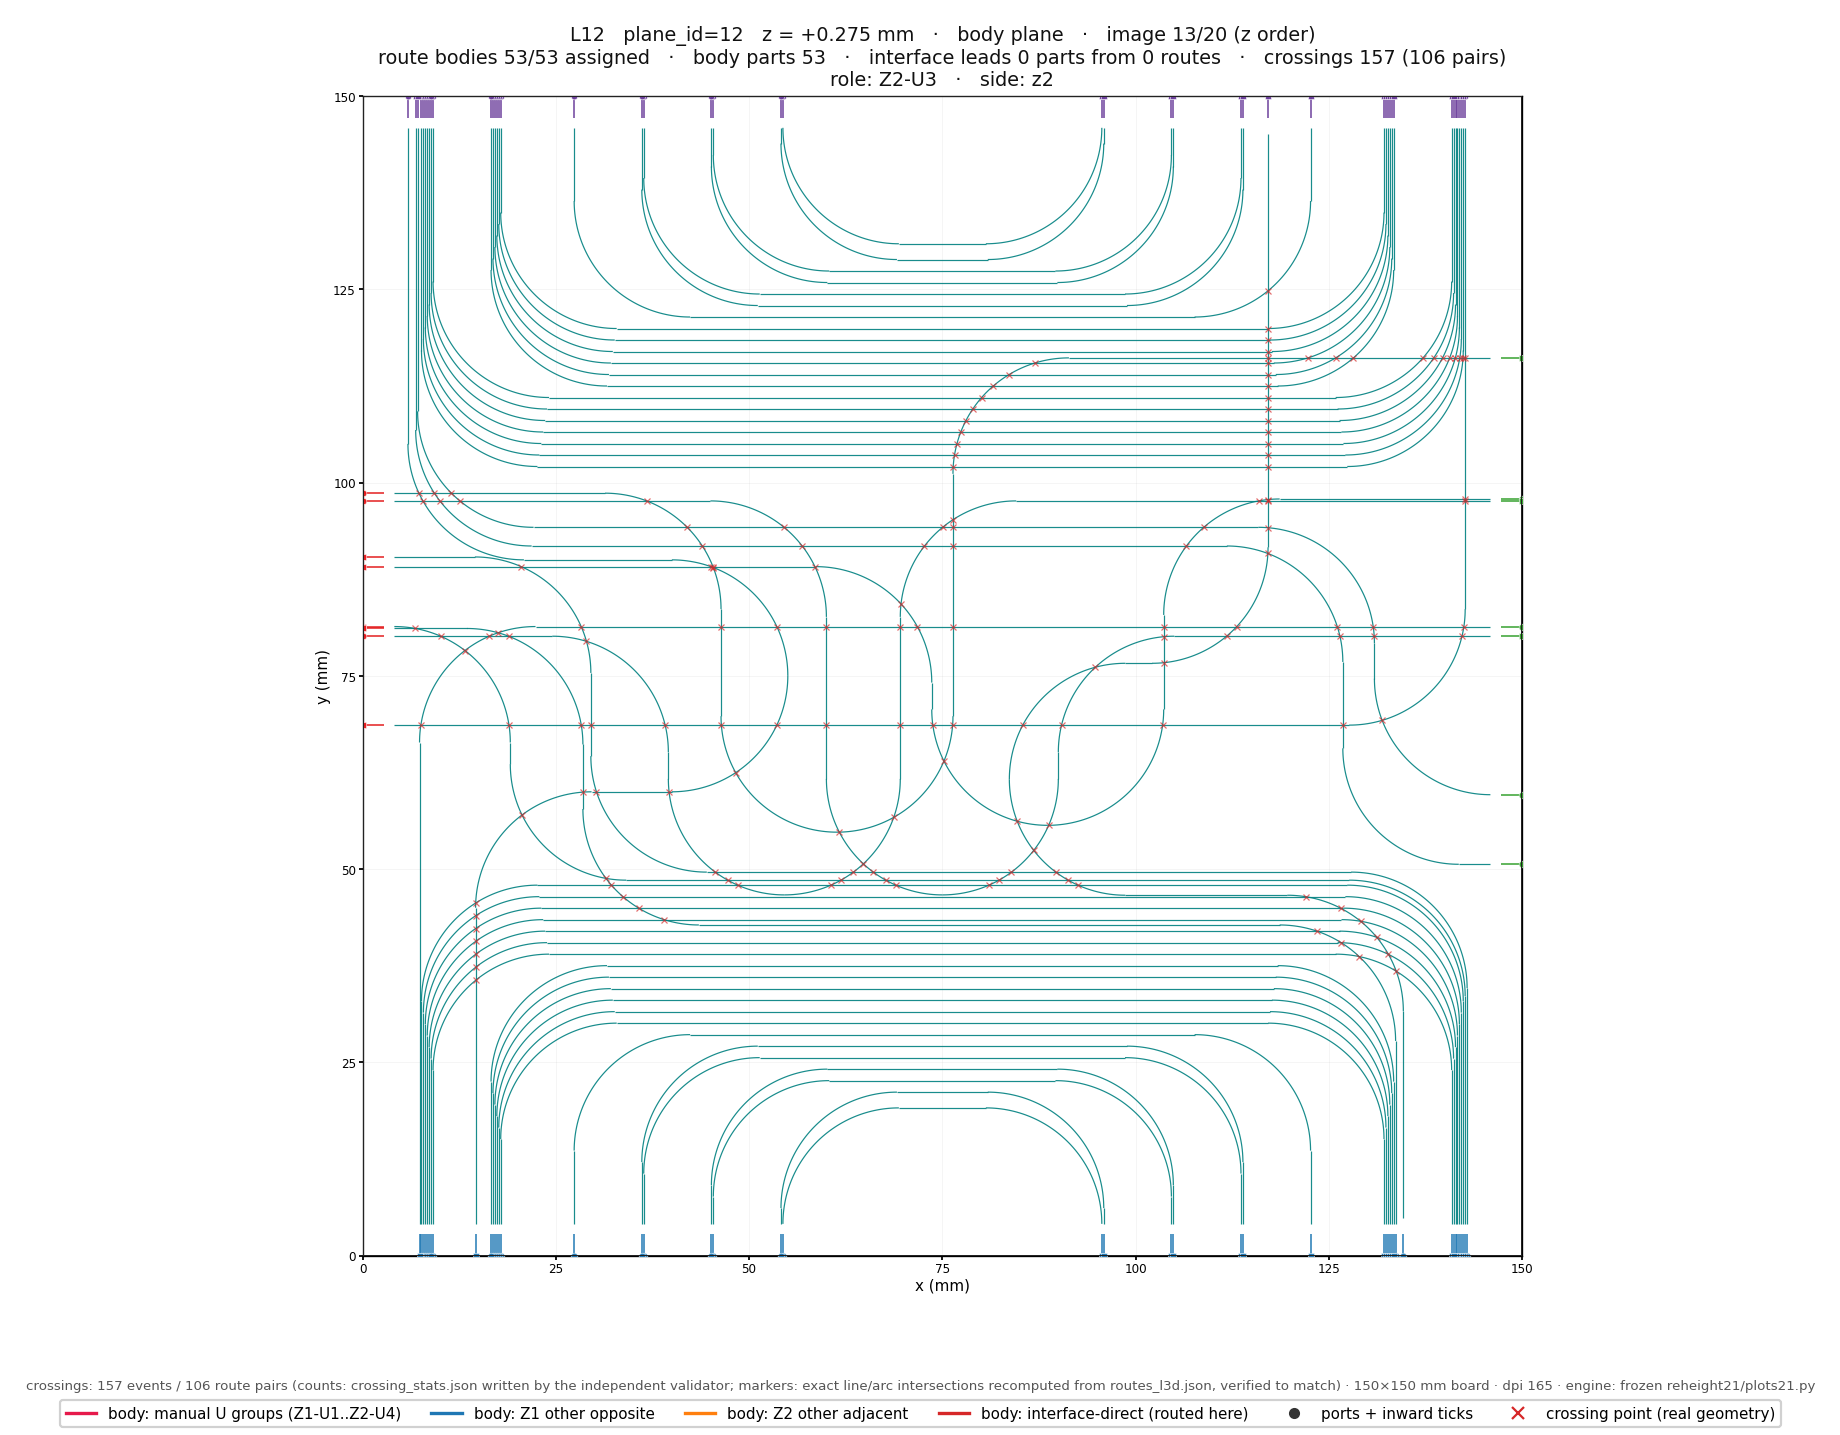 L12   plane_id=12   z = +0.275 mm   ·   body plane   ·   image 13/20 (z order)
route bodies 53/53 assigned   ·   body parts 53   ·   interface leads 0 parts from 0 routes   ·   crossings 157 (106 pairs)
role: Z2-U3   ·   side: z2
150
125
100
75
50
25
0
y (mm)
0 25 50 75 100 125 150
x (mm)
crossings: 157 events / 106 route pairs (counts: crossing_stats.json written by the independent validator; markers: exact line/arc intersections recomputed from routes_l3d.json, verified to match) · 150×150 mm board · dpi 165 · engine: frozen reheight21/plots21.py
body: manual U groups (Z1-U1..Z2-U4) body: Z1 other opposite body: Z2 other adjacent body: interface-direct (routed here) ports + inward ticks crossing point (real geometry)